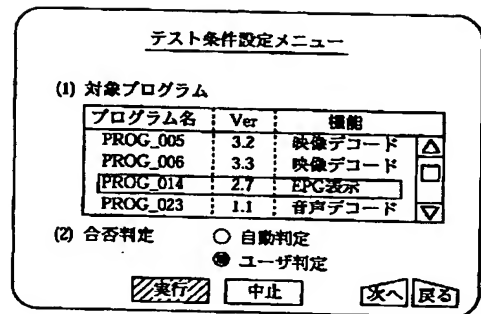 テスト条件設定メニュー
(1) 対象プログラム
プログラム名 Ver 機能
PROG_005 3.2 映像デコード
PROG_006 3.3 映像デコード
PROG_014 2.7 EPG表示
PROG_023 1.1 音声デコード
(2) 合否判定 ○ 自動判定
● ユーザ判定
実行 中止 次へ 戻る